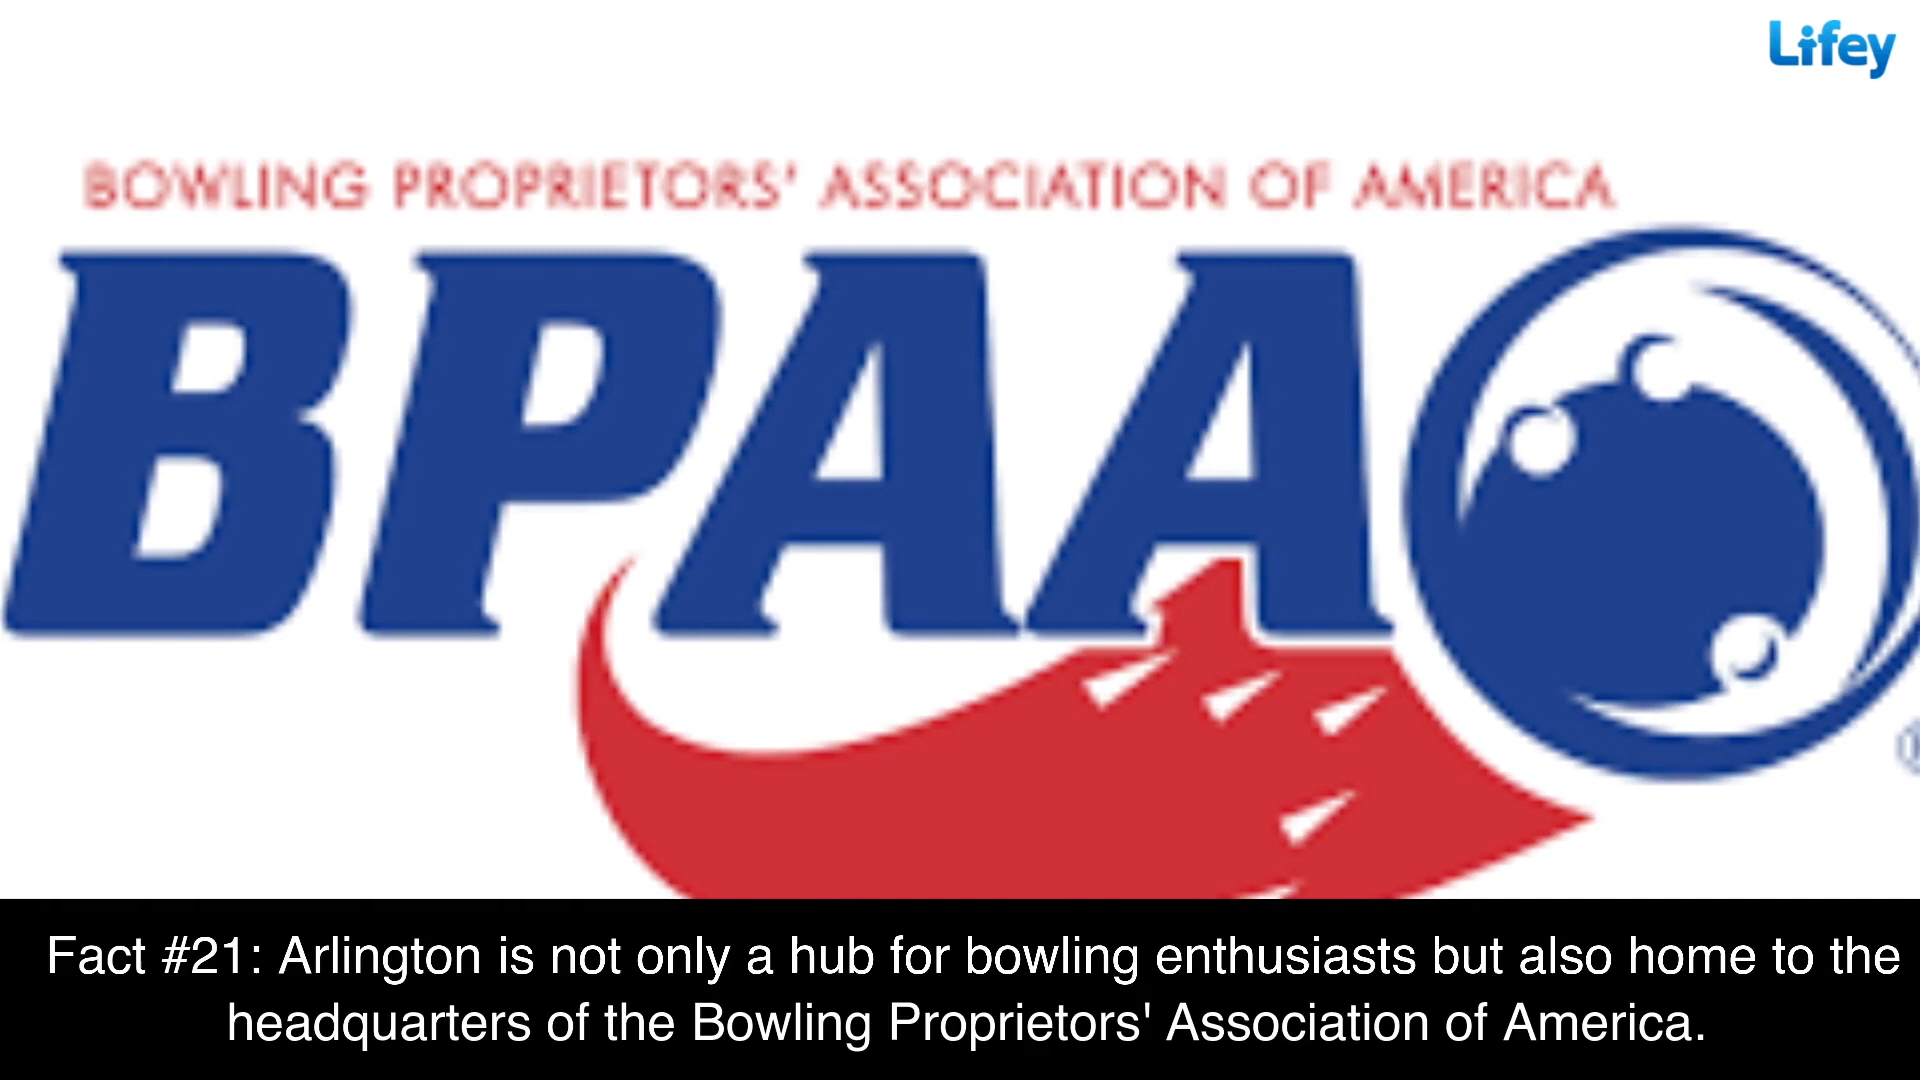 Lifey
BOWLING PROPRIETORS' ASSOCIATION OF AMERICA
BPAA
Fact #21: Arlington is not only a hub for bowling enthusiasts but also home to the
headquarters of the Bowling Proprietors' Association of America.